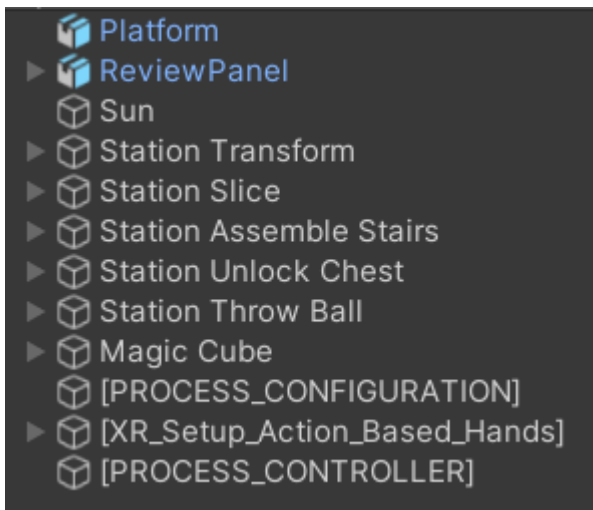 Platform
ReviewPanel
Sun
Station Transform
Station Slice
Station Assemble Stairs
Station Unlock Chest
Station Throw Ball
Magic Cube
[PROCESS_CONFIGURATION]
[XR_Setup_Action_Based_Hands]
[PROCESS_CONTROLLER]